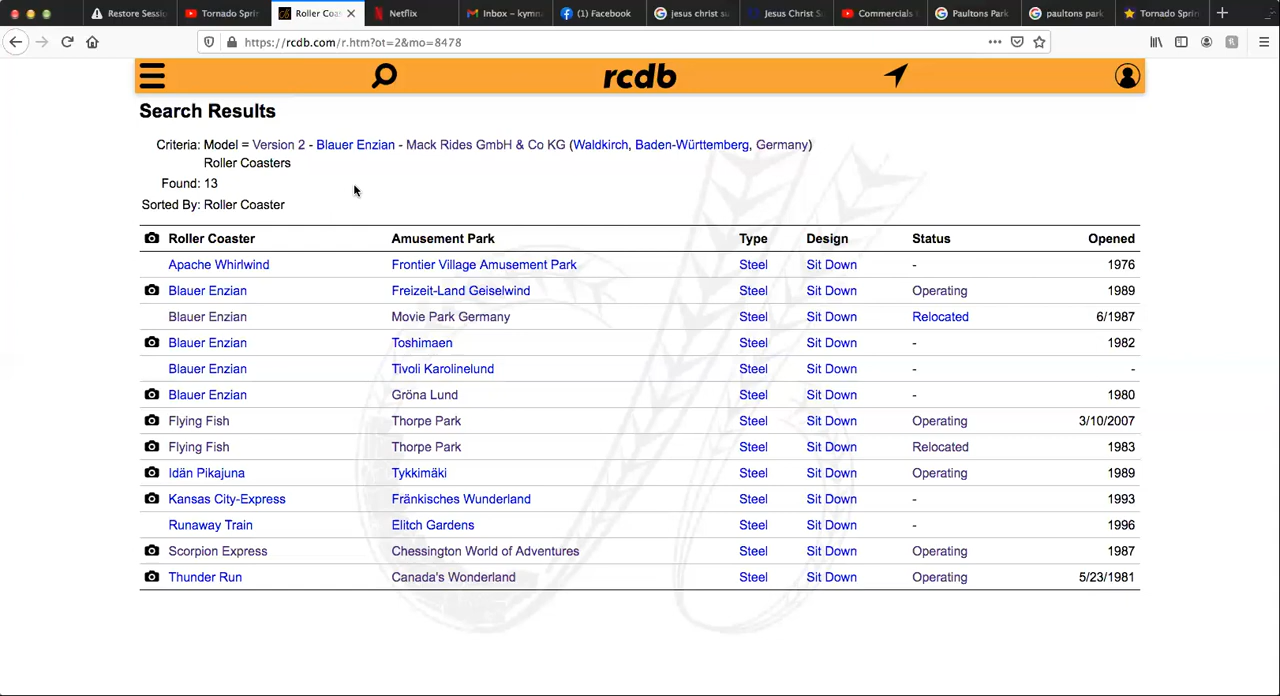 Restore Sessi
Tornado Sprin
Roller Coas
Netflix
Inbox – kymna
(1) Facebook
jesus christ su
Jesus Christ Su
Commercials
Paultons Park
paultons park
Tornado Sprin
https://rcdb.com/r.htm?ot=2&mo=8478
rcdb
Search Results
Criteria: Model = Version 2 - Blauer Enzian - Mack Rides GmbH & Co KG (Waldkirch, Baden-Württemberg, Germany)
Roller Coasters
Found: 13
Sorted By: Roller Coaster
Roller Coaster Amusement Park Type Design Status Opened
Apache Whirlwind Frontier Village Amusement Park Steel Sit Down - 1976
Blauer Enzian Freizeit-Land Geiselwind Steel Sit Down Operating 1989
Blauer Enzian Movie Park Germany Steel Sit Down Relocated 6/1987
Blauer Enzian Toshimaen Steel Sit Down - 1982
Blauer Enzian Tivoli Karolinelund Steel Sit Down - -
Blauer Enzian Gröna Lund Steel Sit Down - 1980
Flying Fish Thorpe Park Steel Sit Down Operating 3/10/2007
Flying Fish Thorpe Park Steel Sit Down Relocated 1983
Idän Pikajuna Tykkimäki Steel Sit Down Operating 1989
Kansas City-Express Fränkisches Wunderland Steel Sit Down - 1993
Runaway Train Elitch Gardens Steel Sit Down - 1996
Scorpion Express Chessington World of Adventures Steel Sit Down Operating 1987
Thunder Run Canada's Wonderland Steel Sit Down Operating 5/23/1981